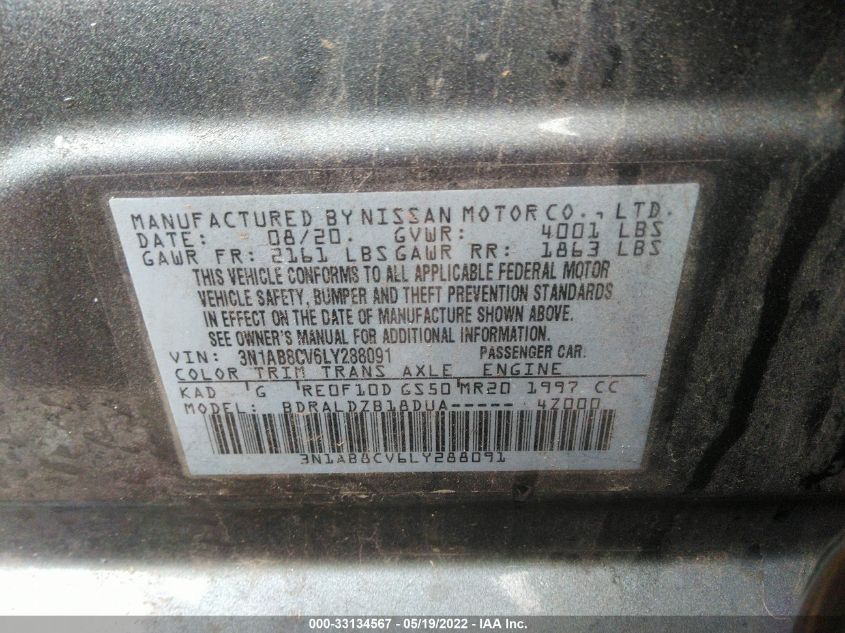 MANUFACTURED BY NISSAN MOTOR CO., LTD.
DATE: 08/20. GVWR: 4001 LBS
GAWR FR: 2161 LBS GAWR RR: 1863 LBS
THIS VEHICLE CONFORMS TO ALL APPLICABLE FEDERAL MOTOR
VEHICLE SAFETY, BUMPER AND THEFT PREVENTION STANDARDS
IN EFFECT ON THE DATE OF MANUFACTURE SHOWN ABOVE.
SEE OWNER'S MANUAL FOR ADDITIONAL INFORMATION.
VIN: 3N1AB8CV6LY288091 PASSENGER CAR.
COLOR TRIM TRANS AXLE ENGINE
KAD G RE0F10D GS50 MR20 1997 CC
MODEL: BDRALDZB18DUA----- 4Z000
3N1AB8CV6LY288091
000-33134567 - 05/19/2022 - IAA Inc.